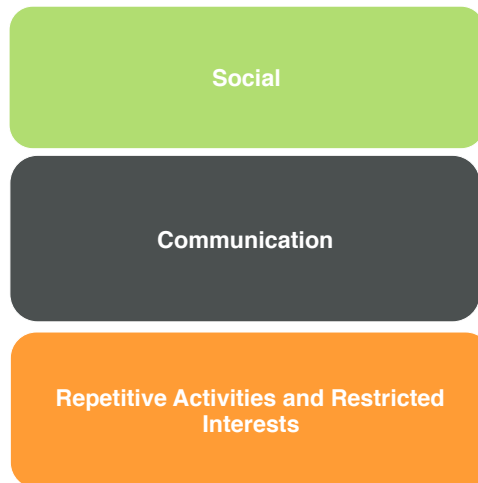 Social
Communication
Repetitive Activities and Restricted
Interests